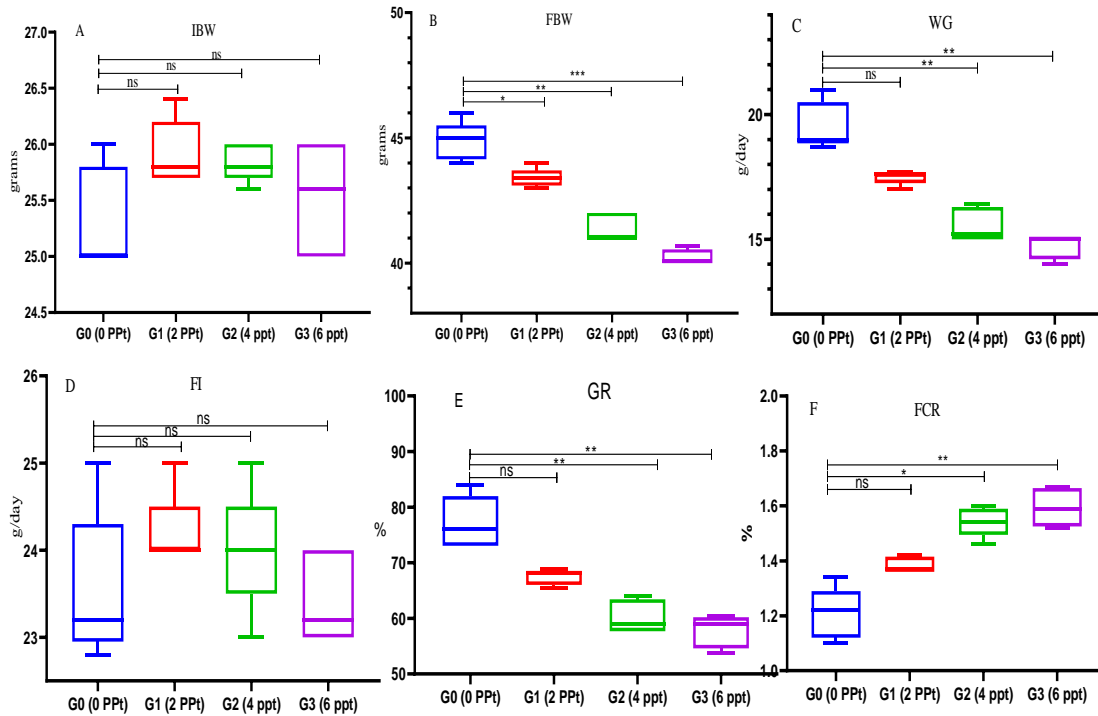 A IBW
27.0
26.5
26.0
25.5
25.0
24.5
grams
ns
ns
ns
G0 (0 PPt) G1 (2 PPt) G2 (4 ppt) G3 (6 ppt)
B FBW
50
45
40
grams
***
**
*
G0 (0 PPt) G1 (2 PPt) G2 (4 ppt) G3 (6 ppt)
C WG
20
15
g/day
**
**
ns
G0 (0 PPt) G1 (2 PPt) G2 (4 ppt) G3 (6 ppt)
D FI
26
25
24
23
g/day
ns
ns
ns
G0 (0 PPt) G1 (2 PPt) G2 (4 ppt) G3 (6 ppt)
E GR
100
90
80
70
60
50
%
**
**
ns
G0 (0 PPt) G1 (2 PPt) G2 (4 ppt) G3 (6 ppt)
F FCR
2.0
1.8
1.6
1.4
1.2
1.0
%
**
*
ns
G0 (0 PPt) G1 (2 PPt) G2 (4 ppt) G3 (6 ppt)